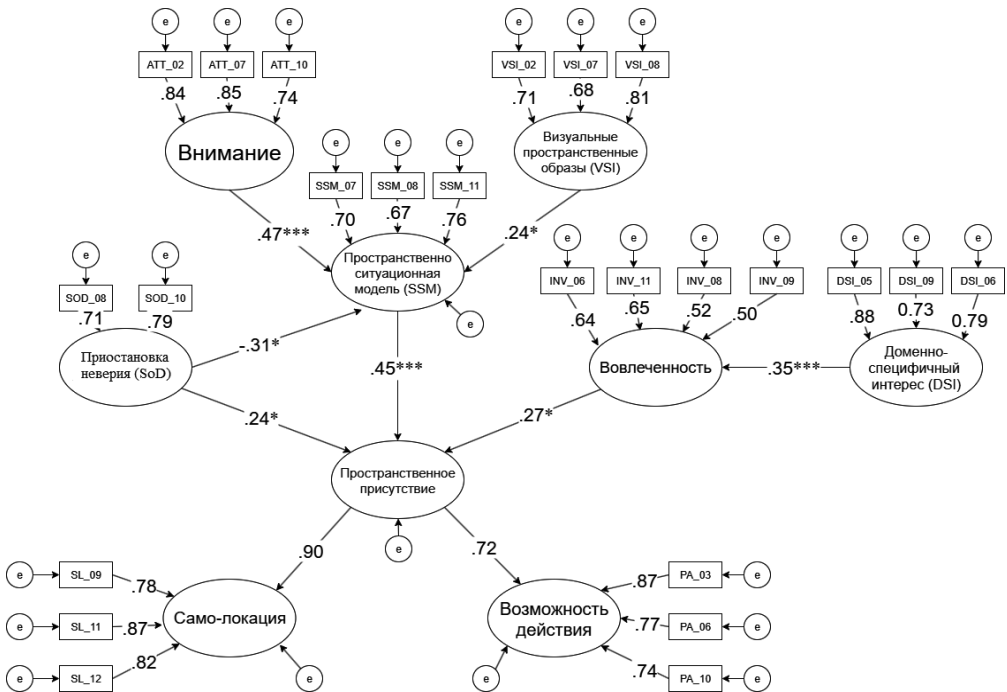 e e e e e e
ATT_02 ATT_07 ATT_10 VSI_02 VSI_07 VSI_08
.84 .85 .74 .71 .68 .81
Внимание
Визуальные
пространственные
образы (VSI)
e e e
SSM_07 SSM_08 SSM_11
.70 .67 .76
.47*** .24*
Пространственно
ситуационная
модель (SSM)
e
e e
SOD_08 SOD_10
.71 .79
Приостановка
неверия (SoD)
-.31*
.24*
.45***
e e e e e e e
INV_06 INV_11 INV_08 INV_09 DSI_05 DSI_09 DSI_06
.64 .65 .52 .50 .88 0.73 0.79
Вовлеченность
.35***
Доменно-
специфичный
интерес (DSI)
.27*
Пространственное
присутствие
e
.90 .72
e SL_09 .78
e SL_11 .87
e SL_12 .82
Само-локация
e
Возможность
действия
e
.87 PA_03 e
.77 PA_06 e
.74 PA_10 e